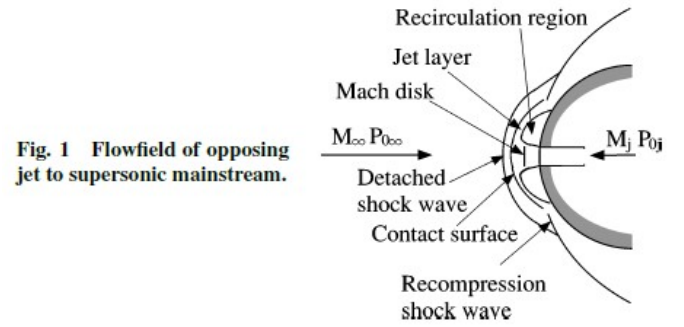 Recirculation region
Jet layer
Mach disk
M∞ P0∞
Mj P0j
Fig. 1 Flowfield of opposing
jet to supersonic mainstream.
Detached
shock wave
Contact surface
Recompression
shock wave